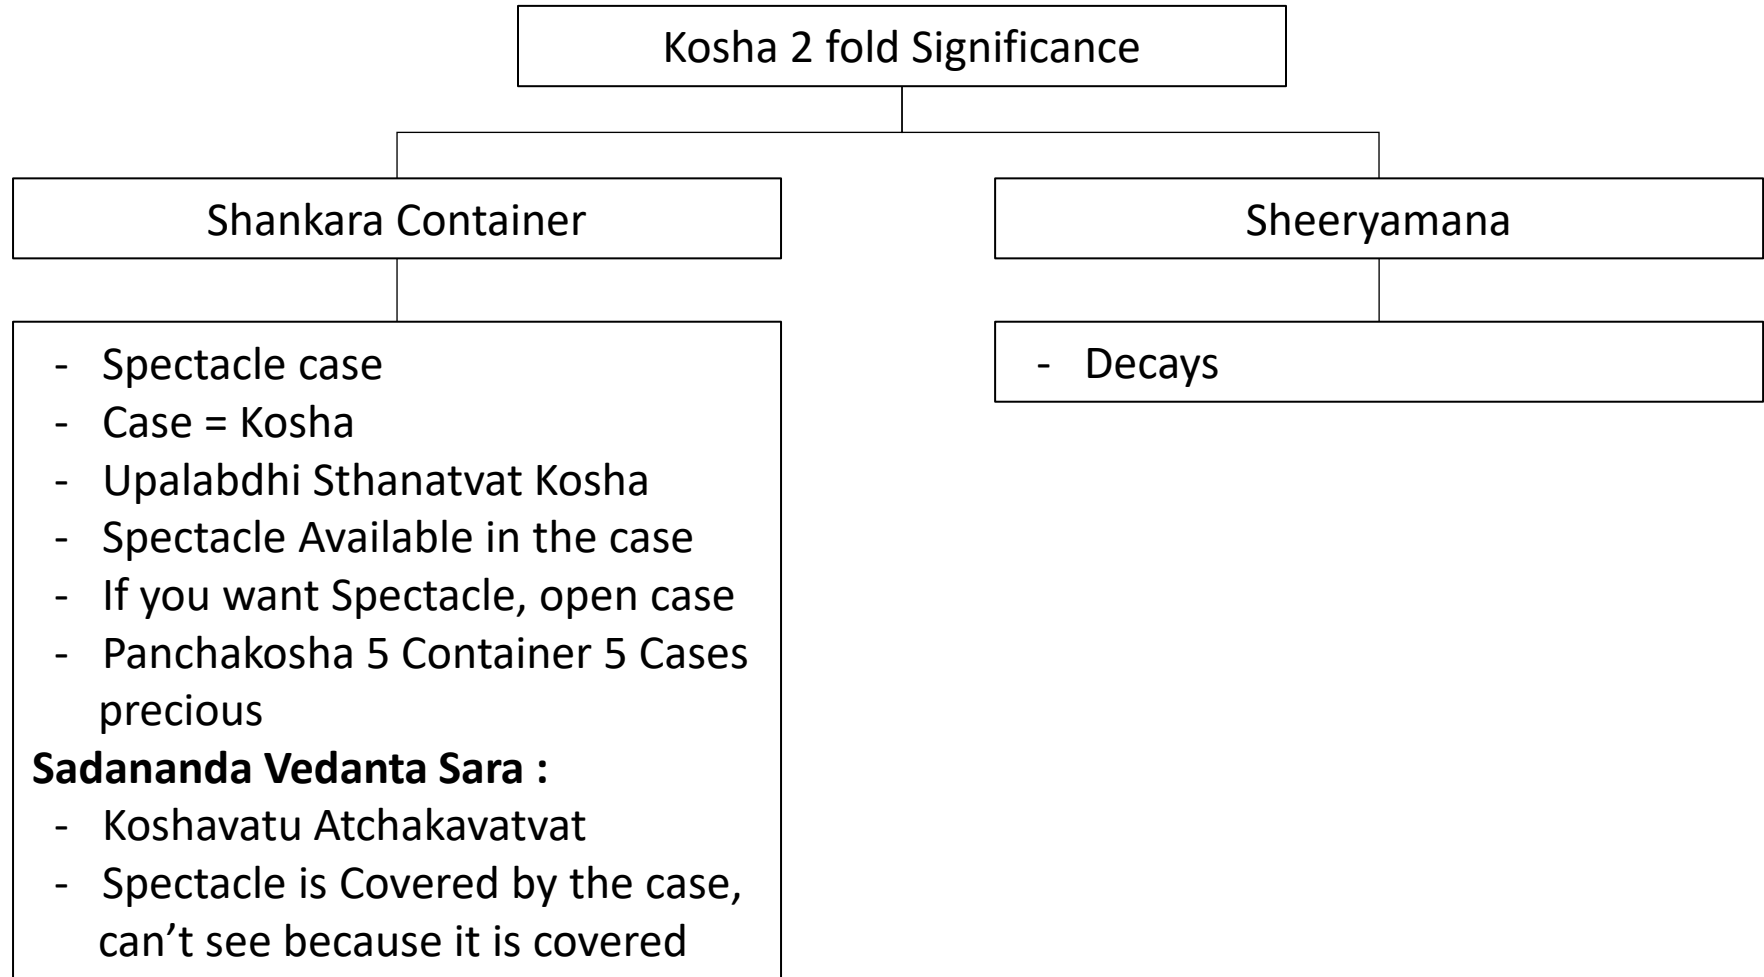 Kosha 2 fold Significance
Shankara Container
Sheeryamana
- Spectacle case
- Case = Kosha
- Upalabdhi Sthanatvat Kosha
- Spectacle Available in the case
- If you want Spectacle, open case
- Panchakosha 5 Container 5 Cases
precious
Sadananda Vedanta Sara :
- Koshavatu Atchakavatvat
- Spectacle is Covered by the case,
can’t see because it is covered
- Decays